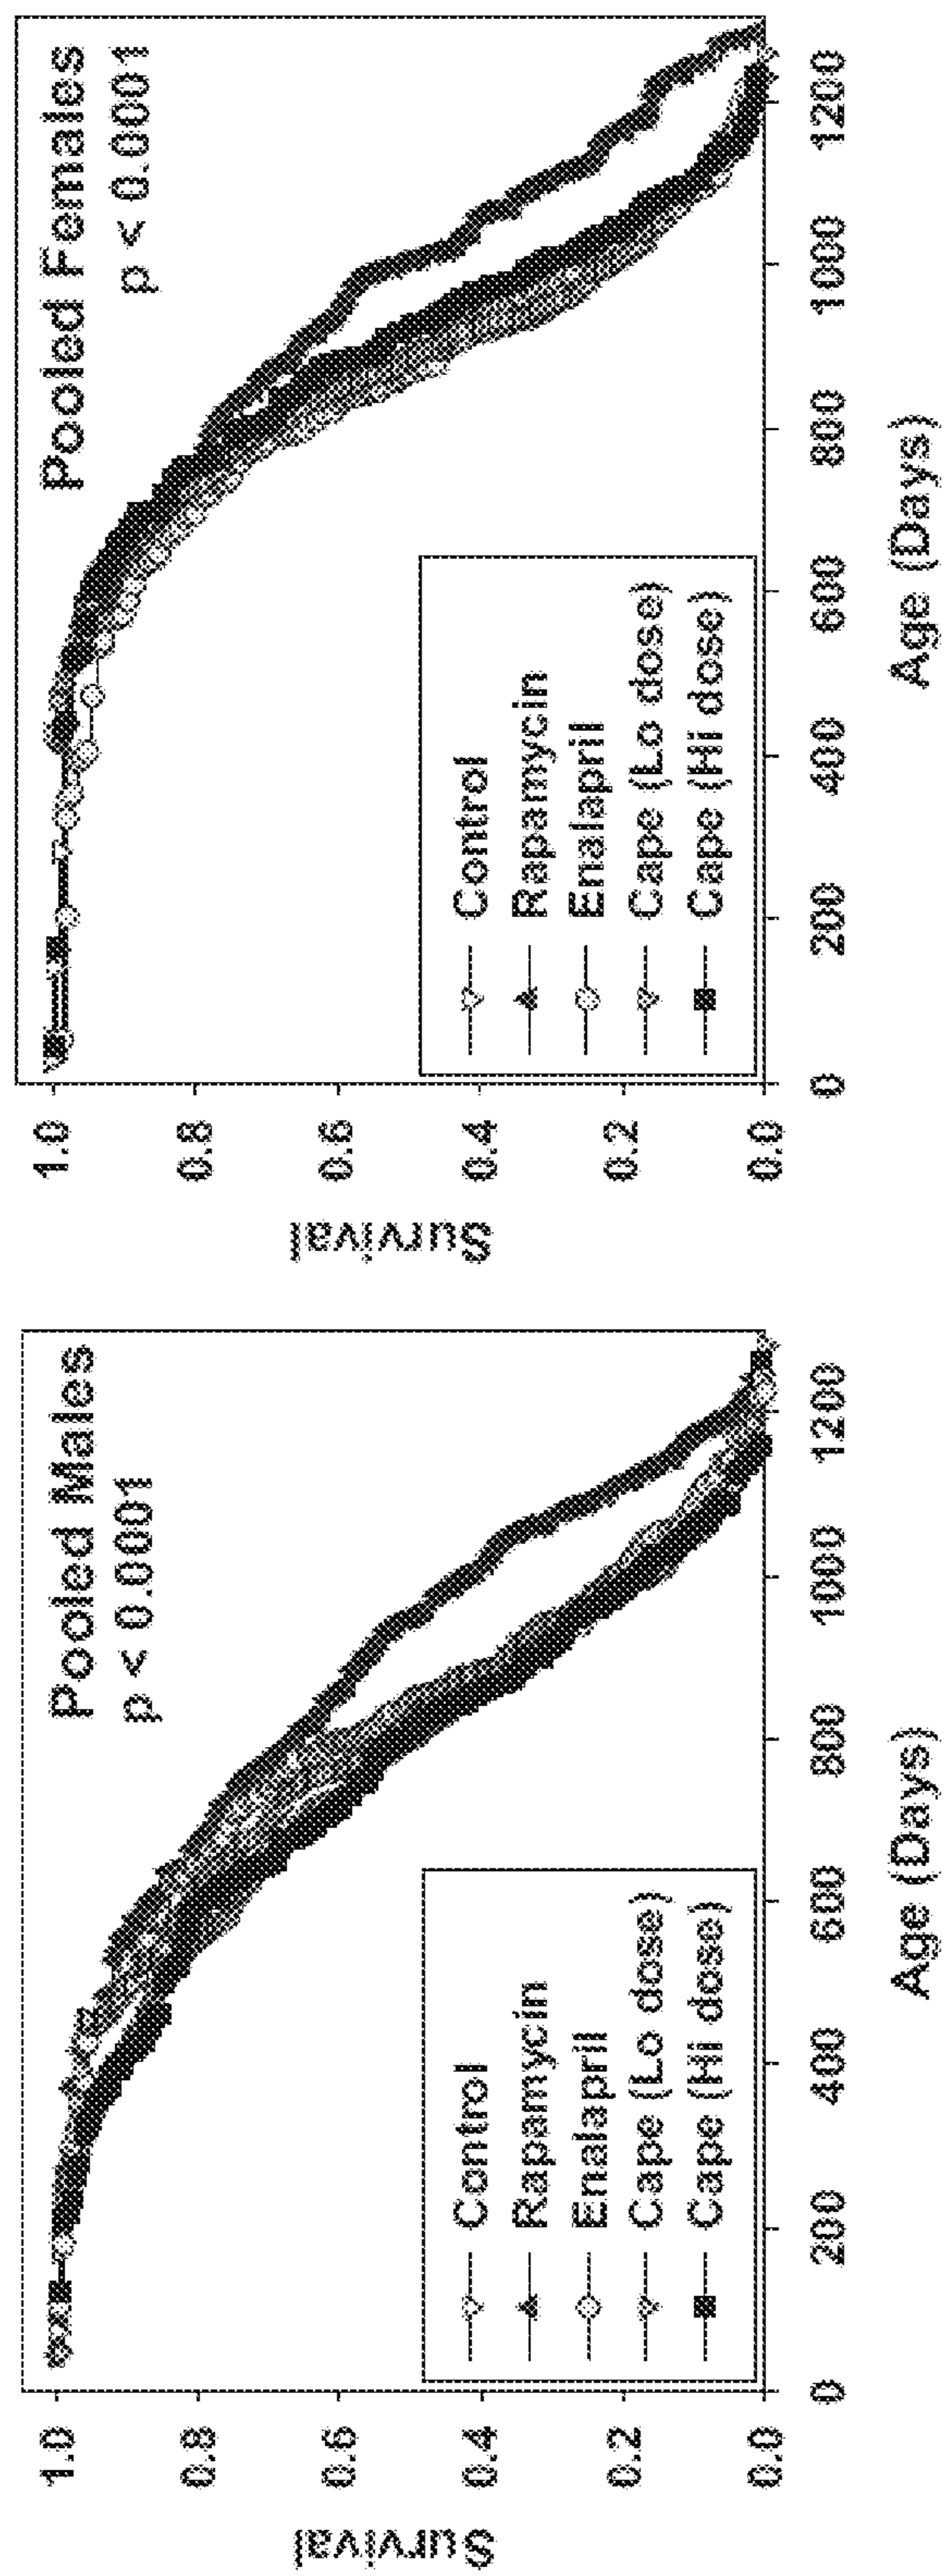 Pooled Males
p < 0.0001
Survival
1.0
0.8
0.6
0.4
0.2
0.0
Control
Rapamycin
Enalapril
Cape (Lo dose)
Cape (Hi dose)
0 200 400 600 800 1000 1200
Age (Days)
Pooled Females
p < 0.0001
Survival
1.0
0.8
0.6
0.4
0.2
0.0
Control
Rapamycin
Enalapril
Cape (Lo dose)
Cape (Hi dose)
0 200 400 600 800 1000 1200
Age (Days)